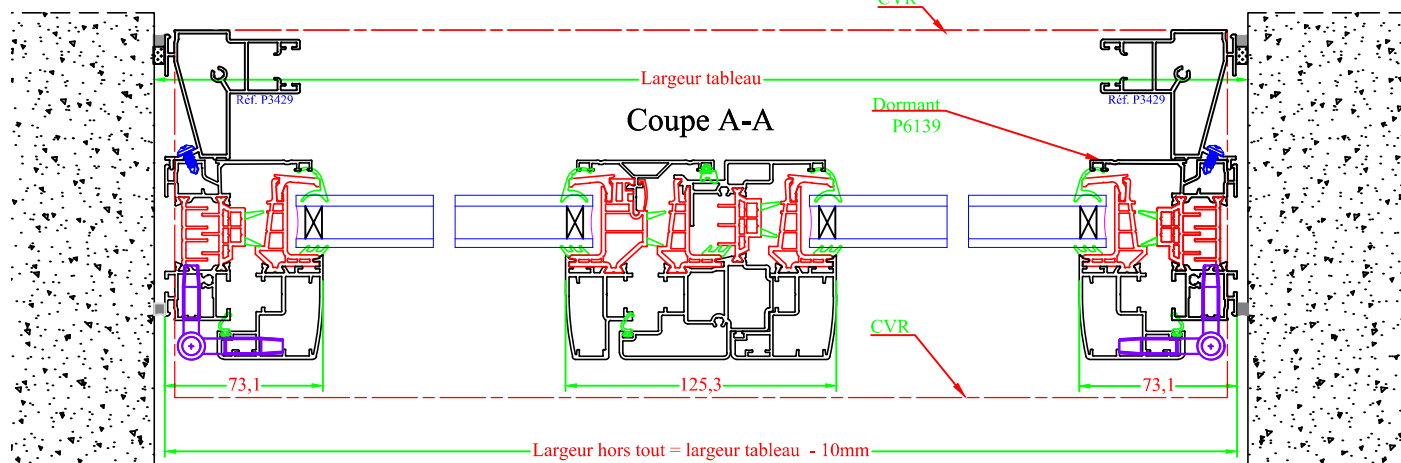 CVR
Largeur tableau
Réf. P3429
Réf. P3429
Coupe A-A
Dormant
P6139
CVR
73,1
125,3
73,1
Largeur hors tout = largeur tableau - 10mm